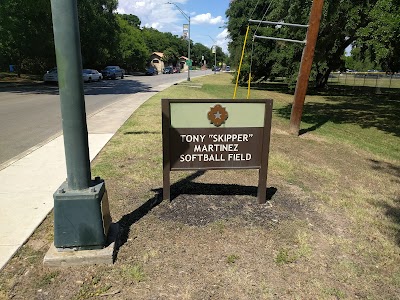 TONY "SKIPPER"
MARTINEZ
SOFTBALL FIELD